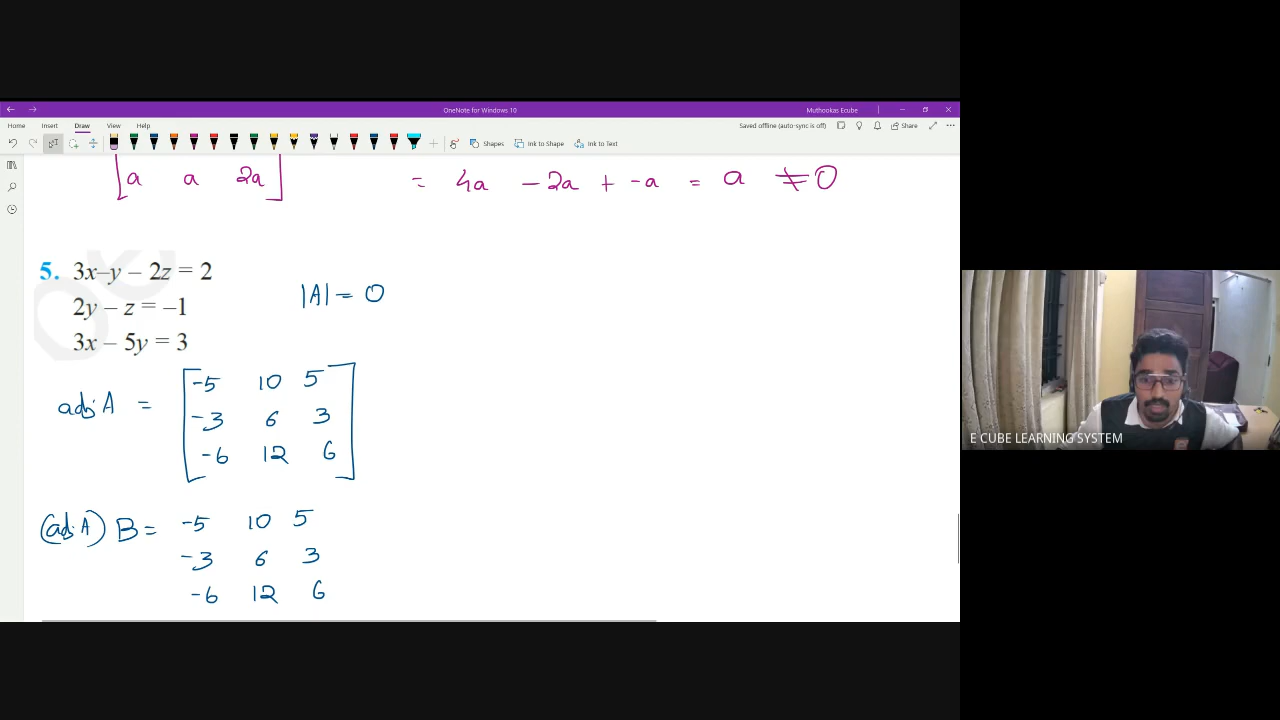 OneNote for Windows 10
Muthookas Ecube
Home Insert Draw View Help
Saved offline (auto-sync is off)
Share
Shapes Ink to Shape Ink to Text
a a 2a = 4a - 2a + -a = a ≠ 0
5. 3x–y – 2z = 2
2y – z = –1
3x – 5y = 3
|A| = 0
adj A =
-5 10 5
-3 6 3
-6 12 6
(adj A) B =
-5 10 5
-3 6 3
-6 12 6
E CUBE LEARNING SYSTEM